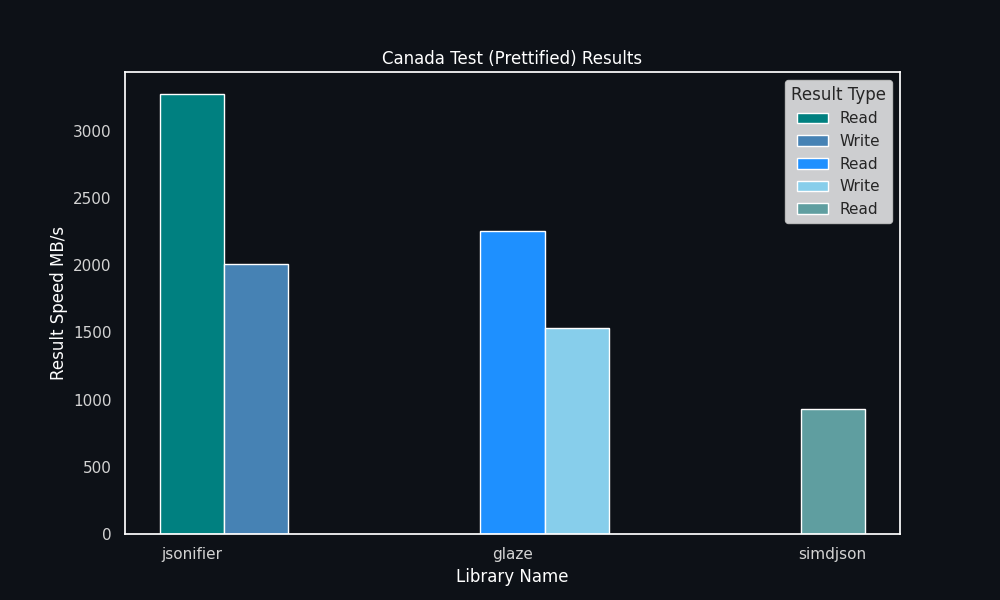 Canada Test (Prettified) Results
Result Type
Read
Write
Read
Write
Read
Result Speed MB/s
3000
2500
2000
1500
1000
500
0
jsonifier
glaze
simdjson
Library Name